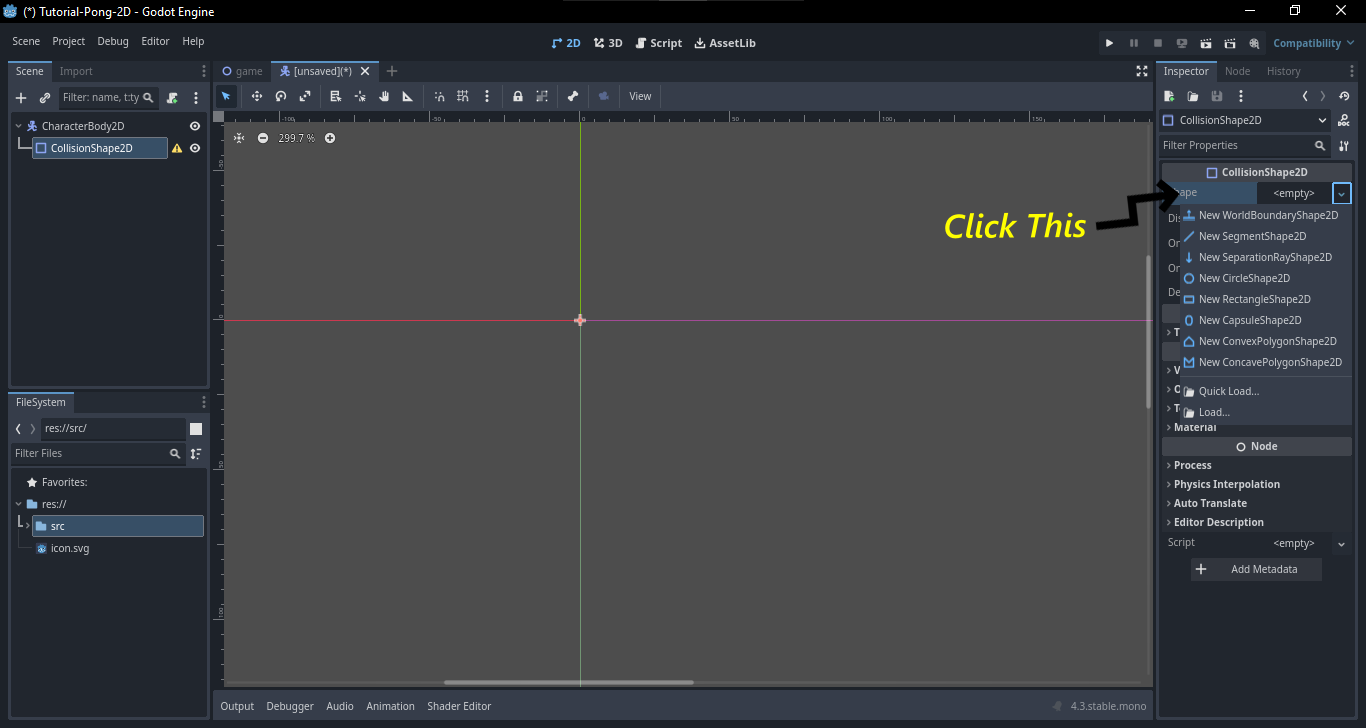 (*) Tutorial-Pong-2D - Godot Engine
Scene Project Debug Editor Help
2D 3D Script AssetLib
Compatibility
Scene Import
Filter: name, t:ty
CharacterBody2D
CollisionShape2D
FileSystem
res://src/
Filter Files
Favorites:
res://
src
icon.svg
game [unsaved](*)
View
-100 -50 0 50 100 150
299.7 %
-50
0
50
100
Click This
Output Debugger Audio Animation Shader Editor
4.3.stable.mono
Inspector Node History
CollisionShape2D
Filter Properties
CollisionShape2D
ape <empty>
New WorldBoundaryShape2D
New SegmentShape2D
New SeparationRayShape2D
New CircleShape2D
New RectangleShape2D
New CapsuleShape2D
New ConvexPolygonShape2D
New ConcavePolygonShape2D
Quick Load...
Load...
Material
Node
Process
Physics Interpolation
Auto Translate
Editor Description
Script <empty>
Add Metadata